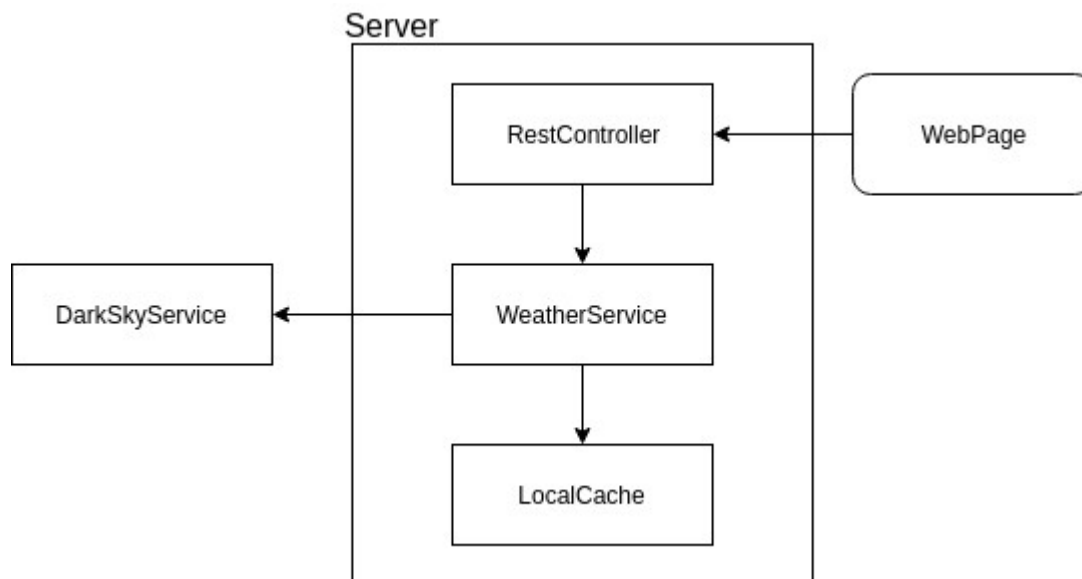 Server
RestController
WebPage
DarkSkyService
WeatherService
LocalCache